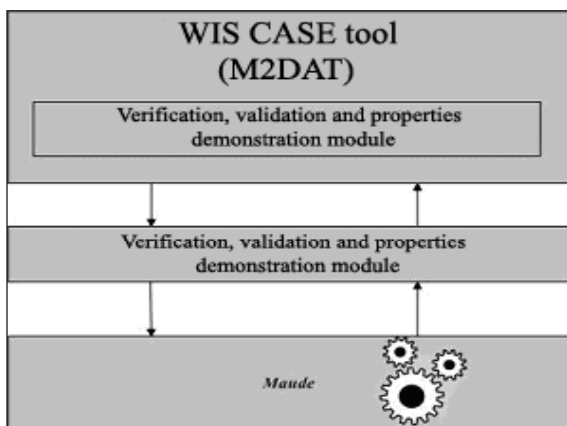 WIS CASE tool
(M2DAT)
Verification, validation and properties
demonstration module
Verification, validation and properties
demonstration module
Maude